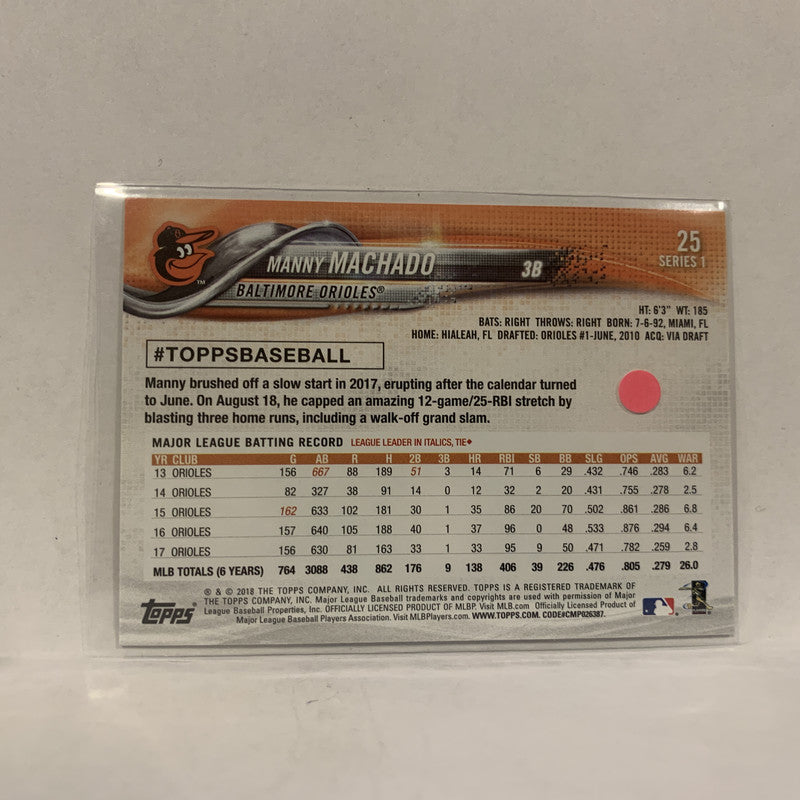 25
SERIES 1
MANNY MACHADO 3B
BALTIMORE ORIOLES®
™
HT: 6'3" WT: 185
BATS: RIGHT THROWS: RIGHT BORN: 7-6-92, MIAMI, FL
HOME: HIALEAH, FL DRAFTED: ORIOLES #1-JUNE, 2010 ACQ: VIA DRAFT
#TOPPSBASEBALL
Manny brushed off a slow start in 2017, erupting after the calendar turned
to June. On August 18, he capped an amazing 12-game/25-RBI stretch by
blasting three home runs, including a walk-off grand slam.
MAJOR LEAGUE BATTING RECORD LEAGUE LEADER IN ITALICS, TIE♦
YR CLUB G AB R H 2B 3B HR RBI SB BB SLG OPS AVG WAR
13 ORIOLES 156 667 88 189 51 3 14 71 6 29 .432 .746 .283 6.2
14 ORIOLES 82 327 38 91 14 0 12 32 2 20 .431 .755 .278 2.5
15 ORIOLES 162 633 102 181 30 1 35 86 20 70 .502 .861 .286 6.8
16 ORIOLES 157 640 105 188 40 1 37 96 0 48 .533 .876 .294 6.4
17 ORIOLES 156 630 81 163 33 1 33 95 9 50 .471 .782 .259 2.8
MLB TOTALS (6 YEARS) 764 3088 438 862 176 9 138 406 39 226 .476 .805 .279 26.0
topps®
® & © 2018 THE TOPPS COMPANY, INC. ALL RIGHTS RESERVED. TOPPS IS A REGISTERED TRADEMARK OF
THE TOPPS COMPANY, INC. Major League Baseball trademarks and copyrights are used with permission of Major
League Baseball Properties, Inc. OFFICIALLY LICENSED PRODUCT OF MLBP. Visit MLB.com Officially Licensed Product of
Major League Baseball Players Association. Visit MLBPlayers.com. WWW.TOPPS.COM. CODE#CMP026387.